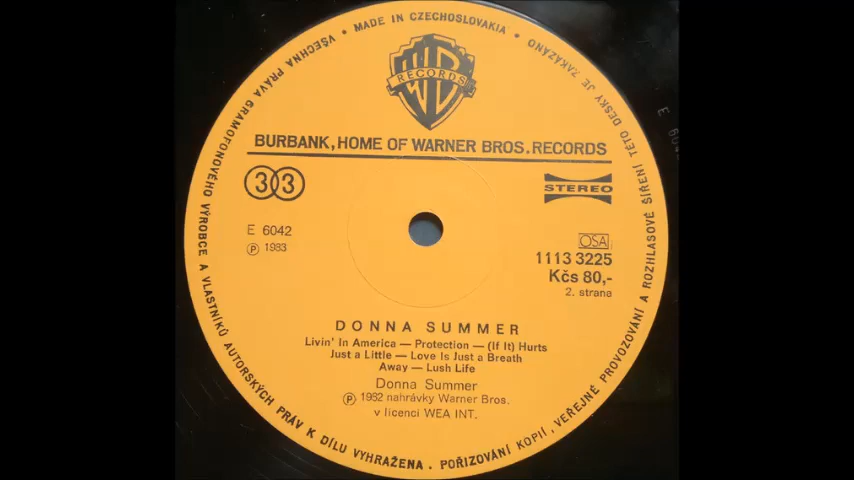 VŠECHNA PRÁVA GRAMOFONOVÉHO VÝROBCE A VLASTNÍKŮ AUTORSKÝCH PRÁV K DÍLU VYHRAŽENA • POŘIZOVÁNÍ KOPIÍ, VEŘEJNÉ PROVOZOVÁNÍ A ROZHLASOVÉ ŠÍŘENÍ TÉTO DESKY JE ZAKÁZÁNO
• MADE IN CZECHOSLOVAKIA •
WB
RECORDS
BURBANK, HOME OF WARNER BROS. RECORDS
33
STEREO
E 6042
Ⓟ 1983
OSA
1113 3225
Kčs 80,-
2. strana
DONNA SUMMER
Livin' In America — Protection — (If It) Hurts
Just a Little — Love Is Just a Breath
Away — Lush Life
Donna Summer
Ⓟ 1982 nahrávky Warner Bros.
v licenci WEA INT.